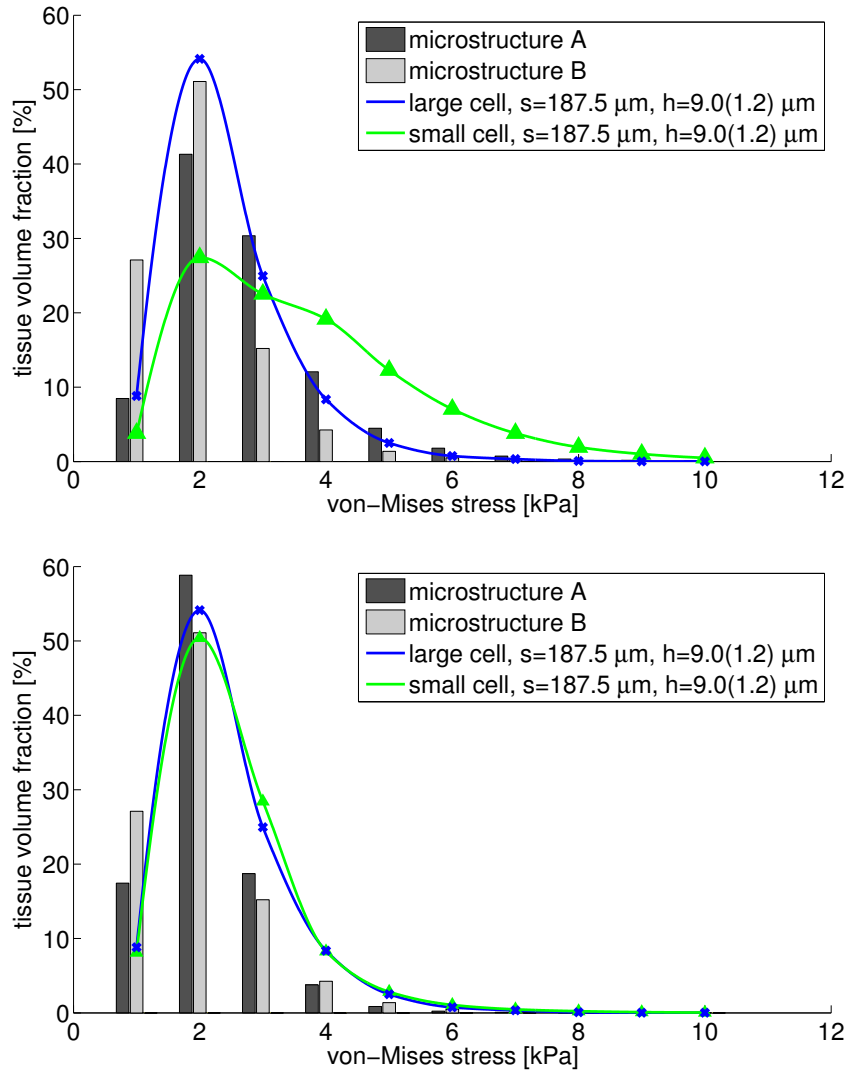 60
50
40
30
20
10
0
tissue volume fraction [%]
microstructure A
microstructure B
large cell, s=187.5 μm, h=9.0(1.2) μm
small cell, s=187.5 μm, h=9.0(1.2) μm
0 2 4 6 8 10 12
von−Mises stress [kPa]
60
50
40
30
20
10
0
tissue volume fraction [%]
microstructure A
microstructure B
large cell, s=187.5 μm, h=9.0(1.2) μm
small cell, s=187.5 μm, h=9.0(1.2) μm
0 2 4 6 8 10 12
von−Mises stress [kPa]